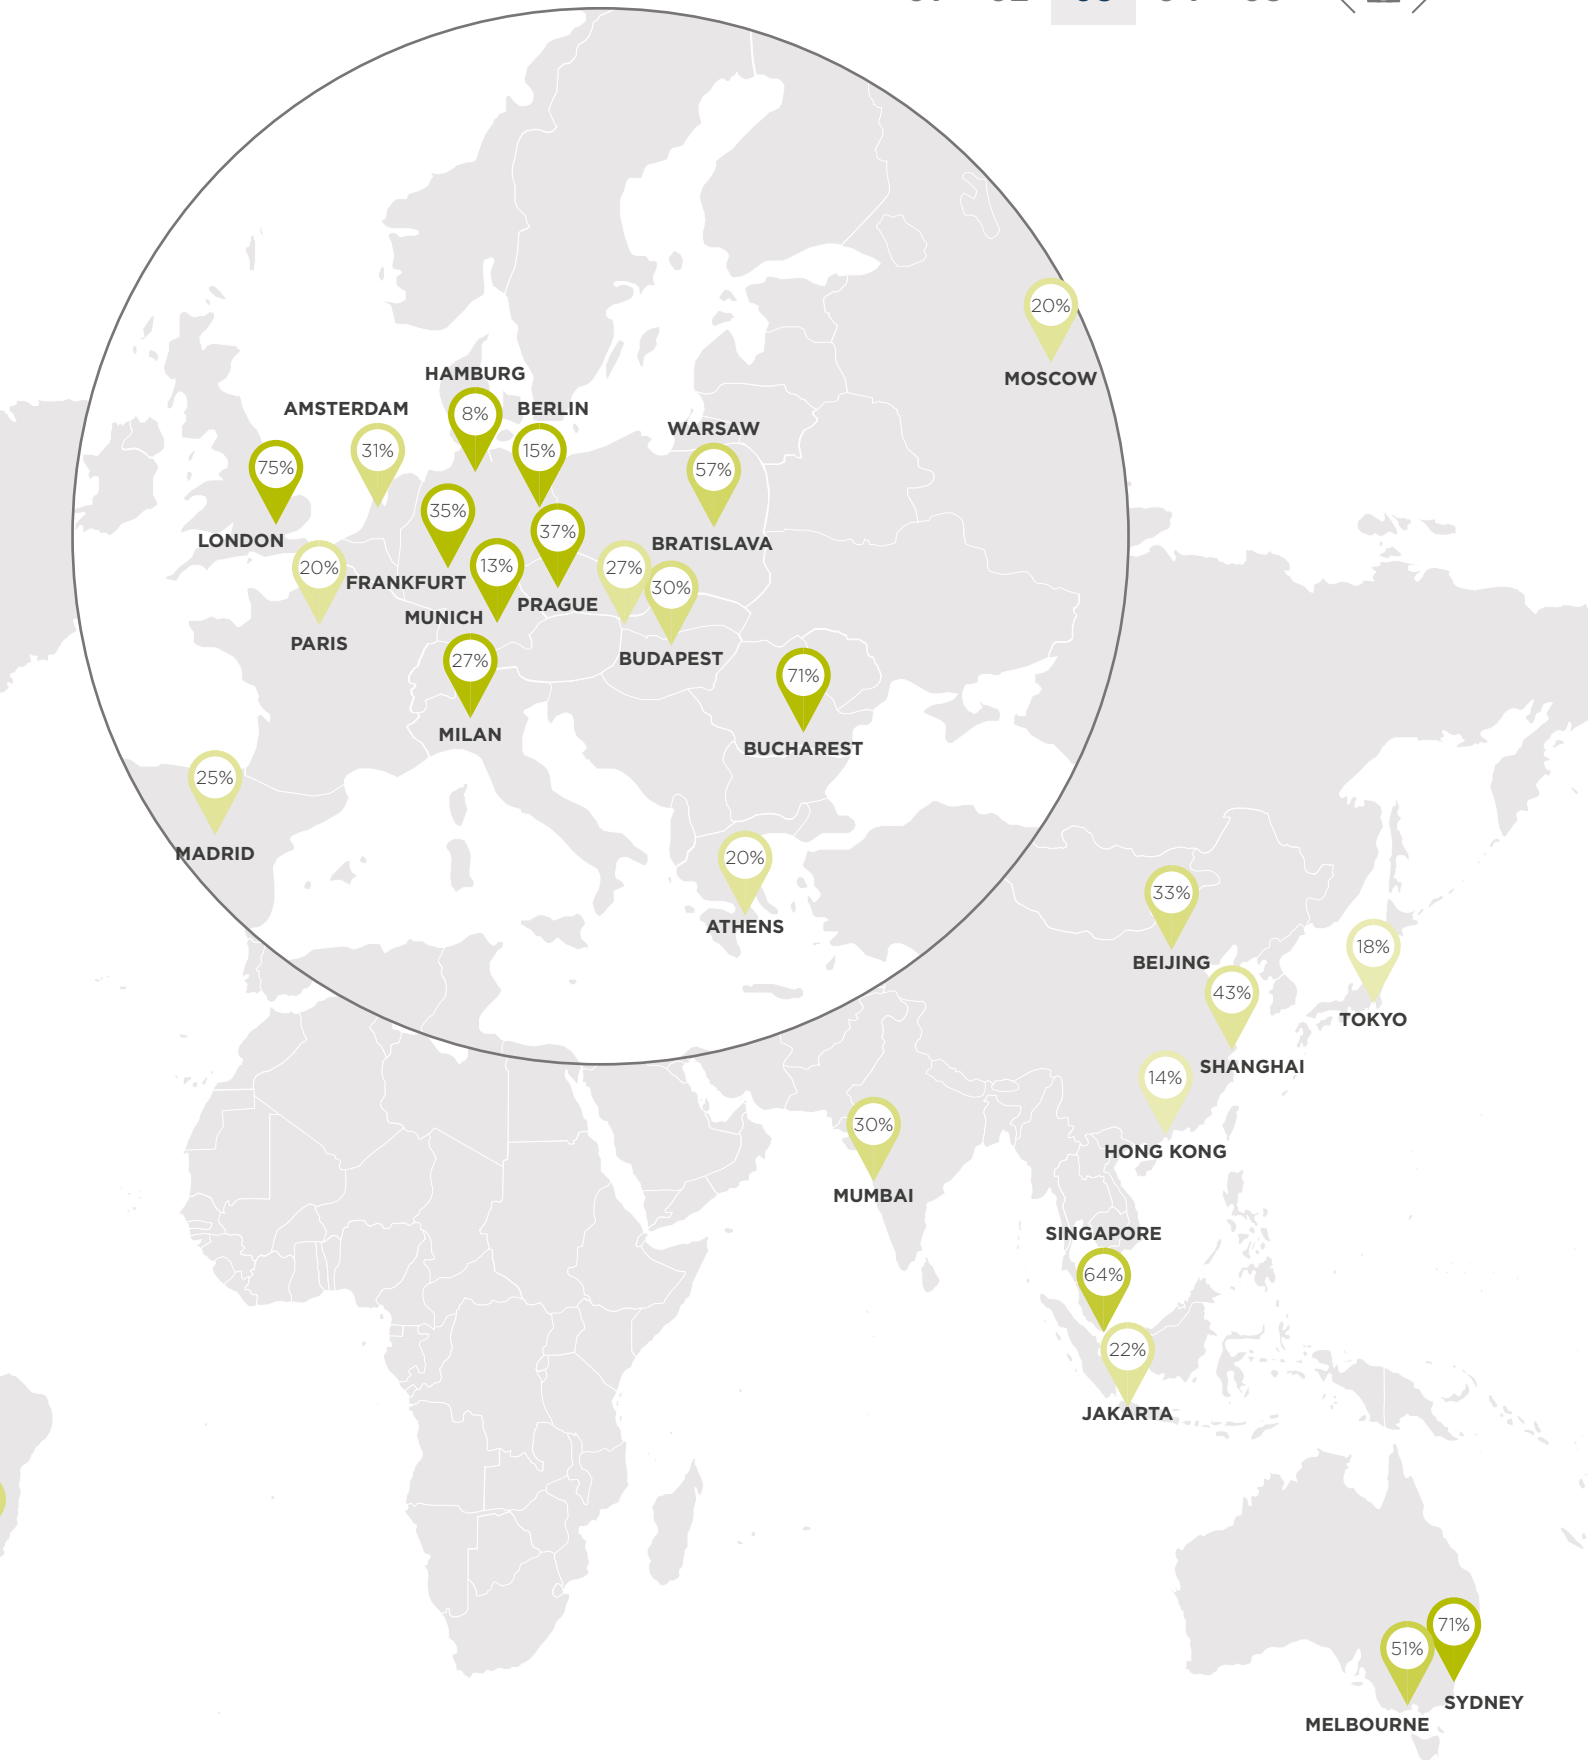 20%
MOSCOW
HAMBURG
8%
AMSTERDAM
31%
BERLIN
15%
WARSAW
57%
75%
LONDON
35%
FRANKFURT
37%
PRAGUE
BRATISLAVA
27%
30%
BUDAPEST
20%
PARIS
13%
MUNICH
27%
MILAN
71%
BUCHAREST
25%
MADRID
20%
ATHENS
33%
BEIJING
18%
TOKYO
43%
SHANGHAI
14%
HONG KONG
30%
MUMBAI
SINGAPORE
64%
22%
JAKARTA
71%
SYDNEY
51%
MELBOURNE